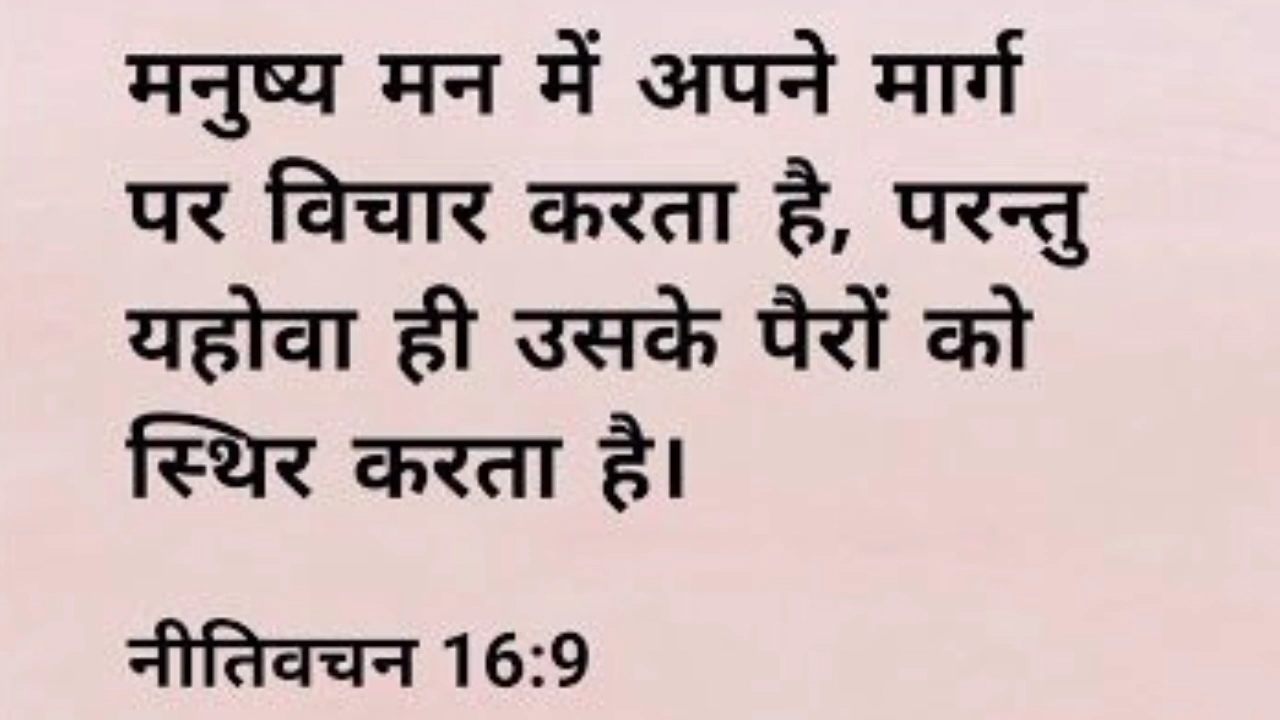 मनुष्य मन में अपने मार्ग
पर विचार करता है, परन्तु
यहोवा ही उसके पैरों को
स्थिर करता है।
नीतिवचन 16:9